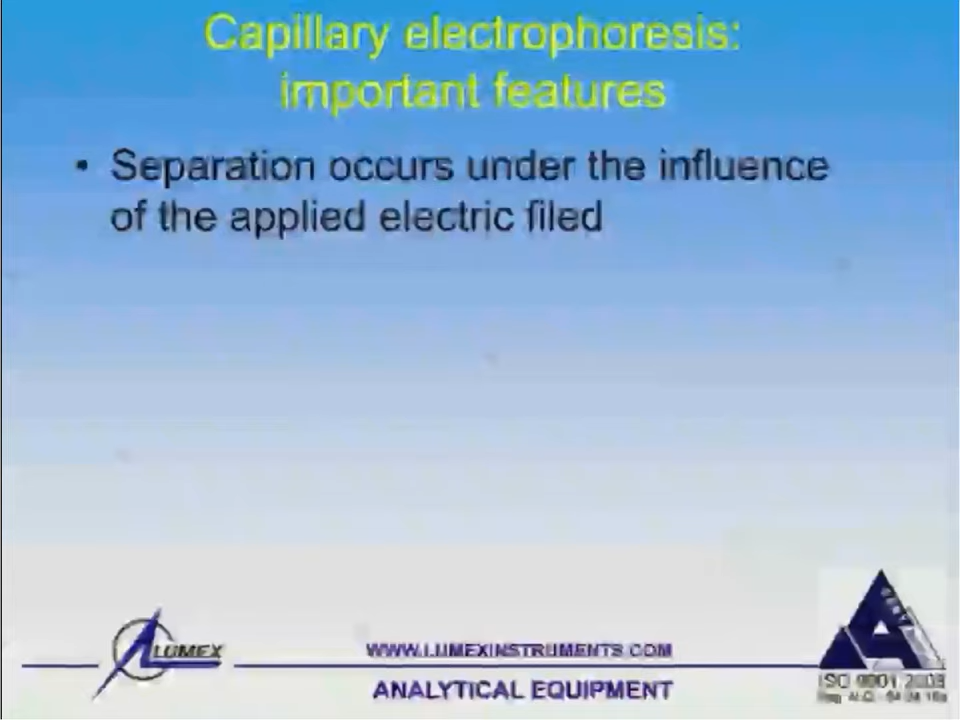 Capillary electrophoresis:
important features
• Separation occurs under the influence
of the applied electric filed
LUMEX
WWW.LUMEXINSTRUMENTS.COM
ANALYTICAL EQUIPMENT
ISO 9001:2008